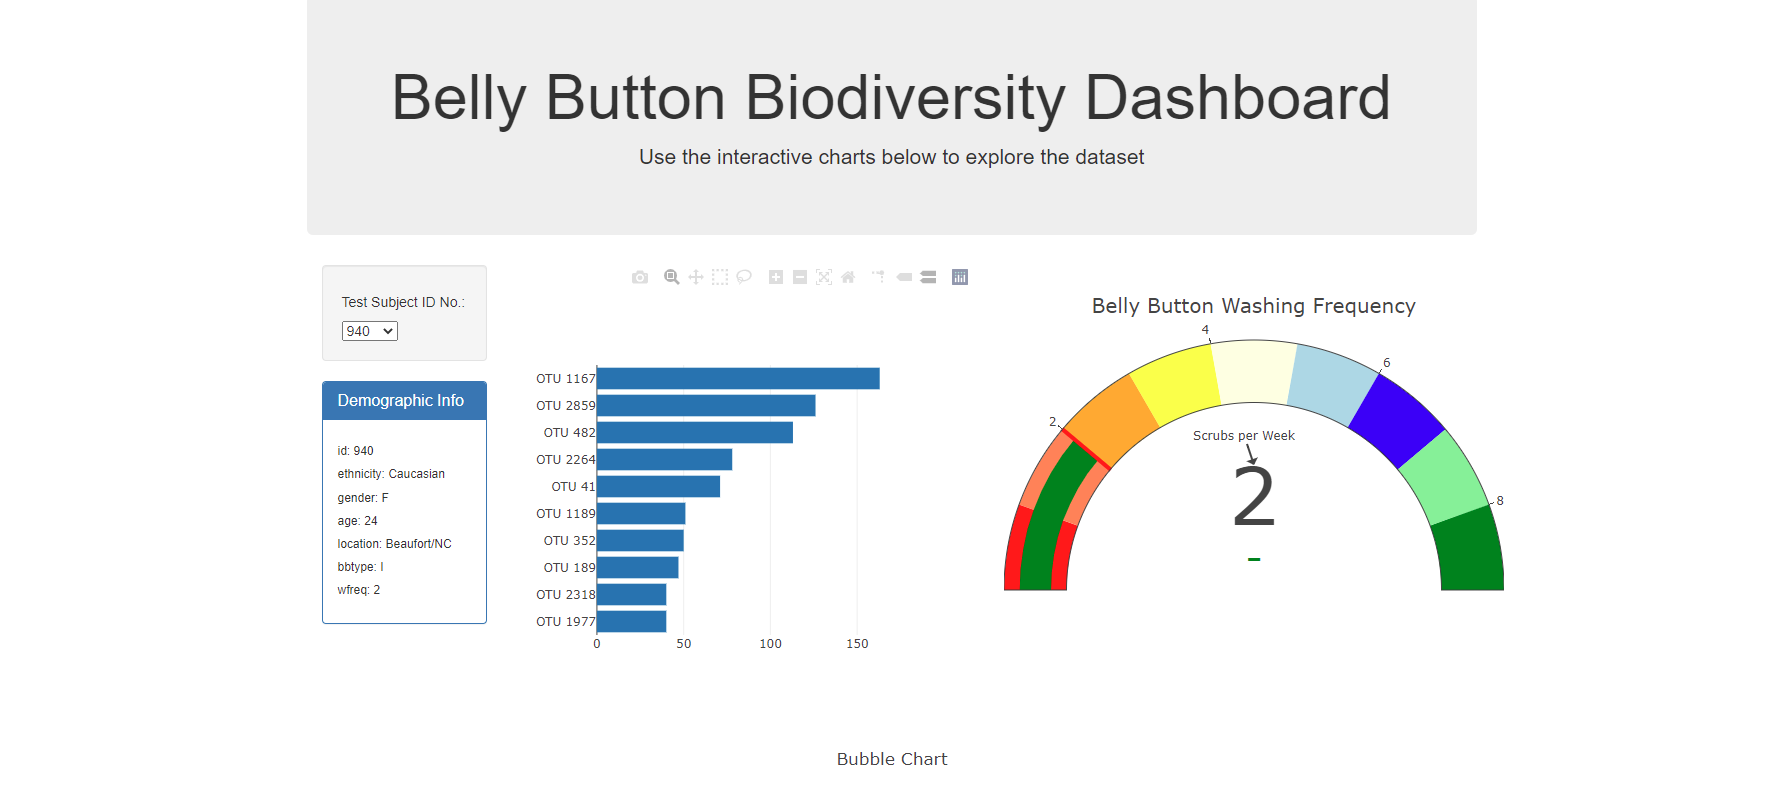 Belly Button Biodiversity Dashboard
Use the interactive charts below to explore the dataset
Test Subject ID No.:
940
Demographic Info
id: 940
ethnicity: Caucasian
gender: F
age: 24
location: Beaufort/NC
bbtype: I
wfreq: 2
OTU 1167
OTU 2859
OTU 482
OTU 2264
OTU 41
OTU 1189
OTU 352
OTU 189
OTU 2318
OTU 1977
0 50 100 150
Belly Button Washing Frequency
2
4
6
8
Scrubs per Week
2
-
Bubble Chart